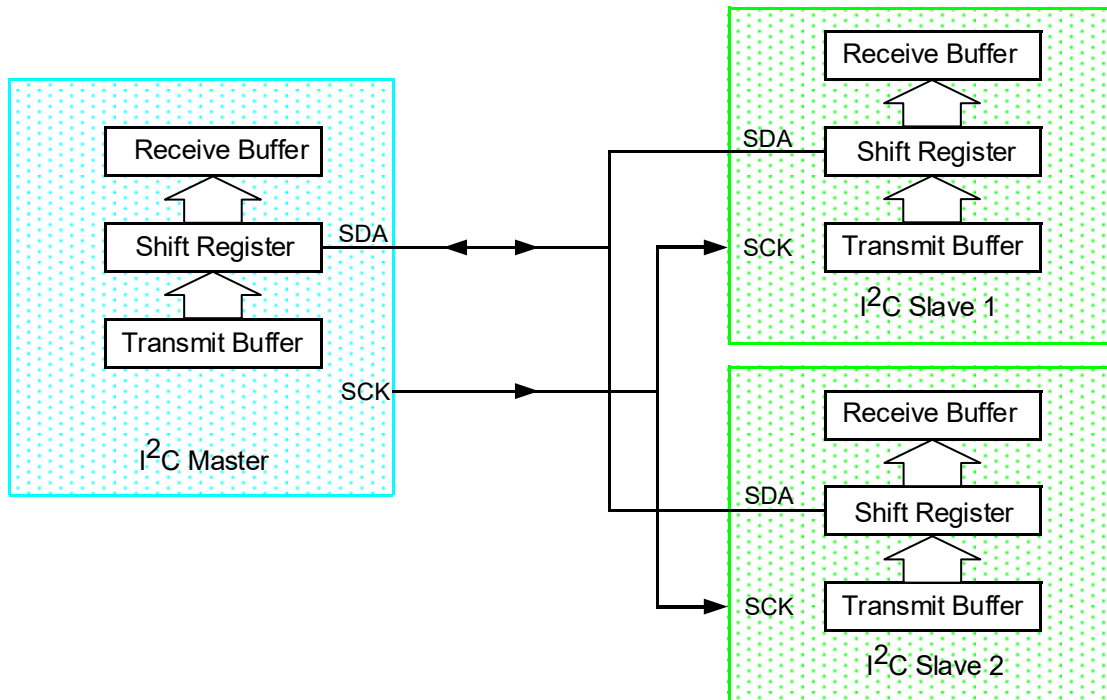 Receive Buffer
Shift Register
Transmit Buffer
SDA
SCK
I²C Master
Receive Buffer
SDA
Shift Register
SCK
Transmit Buffer
I²C Slave 1
Receive Buffer
SDA
Shift Register
SCK
Transmit Buffer
I²C Slave 2